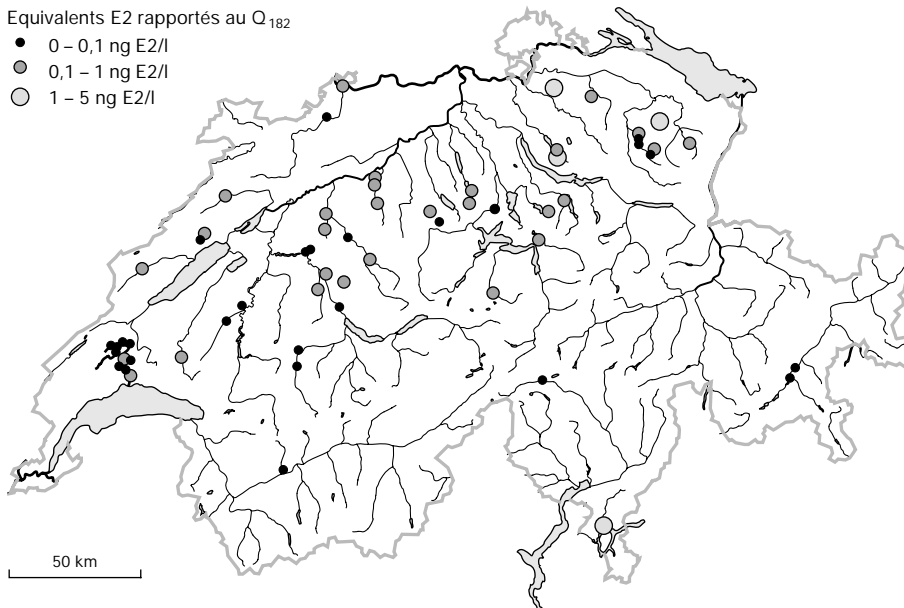 Equivalents E2 rapportés au Q182
0 – 0,1 ng E2/l
0,1 – 1 ng E2/l
1 – 5 ng E2/l
50 km